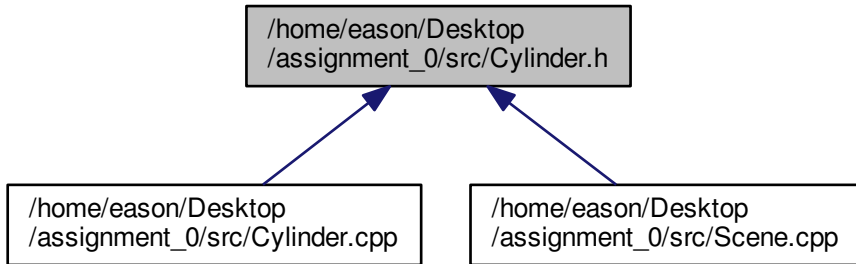 /home/eason/Desktop
/assignment_0/src/Cylinder.h
/home/eason/Desktop
/assignment_0/src/Cylinder.cpp
/home/eason/Desktop
/assignment_0/src/Scene.cpp